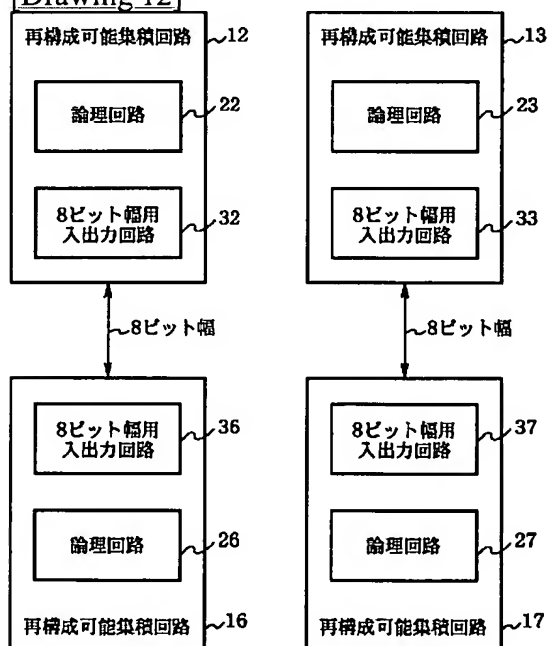 [Drawing 12]
再構成可能集積回路 12
再構成可能集積回路 13
論理回路 22
論理回路 23
8ビット幅用
入出力回路 32
8ビット幅用
入出力回路 33
8ビット幅
8ビット幅
8ビット幅用
入出力回路 36
8ビット幅用
入出力回路 37
論理回路 26
論理回路 27
再構成可能集積回路 16
再構成可能集積回路 17